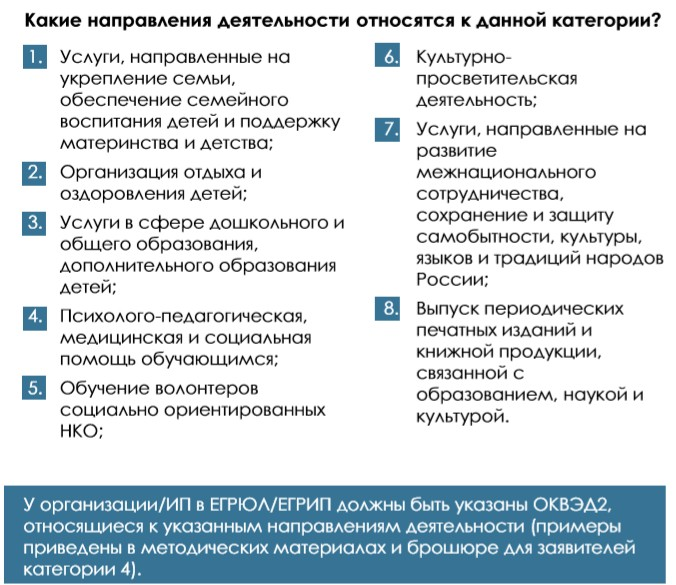 Какие направления деятельности относятся к данной категории?
1. Услуги, направленные на
укрепление семьи,
обеспечение семейного
воспитания детей и поддержку
материнства и детства;
2. Организация отдыха и
оздоровления детей;
3. Услуги в сфере дошкольного и
общего образования,
дополнительного образования
детей;
4. Психолого-педагогическая,
медицинская и социальная
помощь обучающимся;
5. Обучение волонтеров
социально ориентированных
НКО;
6. Культурно-
просветительская
деятельность;
7. Услуги, направленные на
развитие
межнационального
сотрудничества,
сохранение и защиту
самобытности, культуры,
языков и традиций народов
России;
8. Выпуск периодических
печатных изданий и
книжной продукции,
связанной с
образованием, наукой и
культурой.
У организации/ИП в ЕГРЮЛ/ЕГРИП должны быть указаны ОКВЭД2,
относящиеся к указанным направлениям деятельности (примеры
приведены в методических материалах и брошюре для заявителей
категории 4).